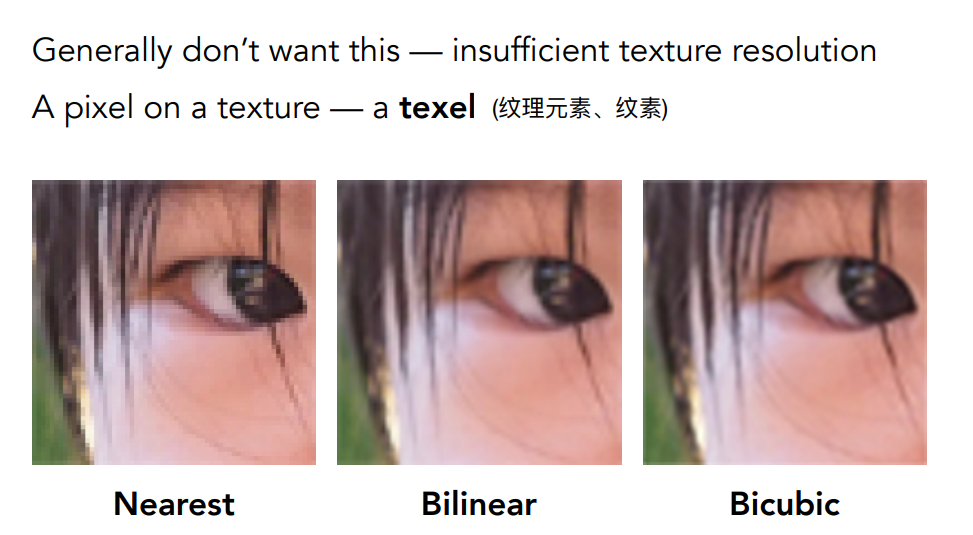 Generally don’t want this — insufficient texture resolution
A pixel on a texture — a texel (纹理元素、纹素)
Nearest
Bilinear
Bicubic